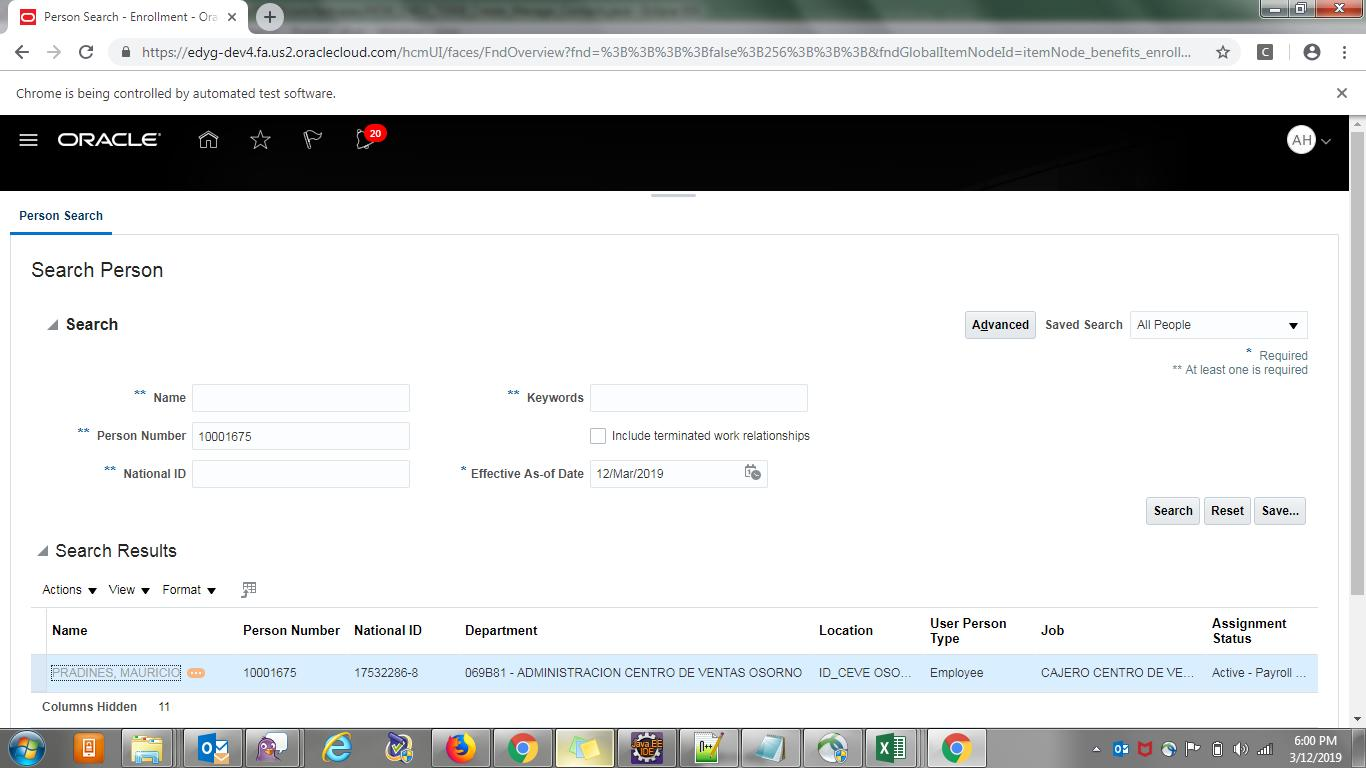 Person Search - Enrollment - Ora
https://edyg-dev4.fa.us2.oraclecloud.com/hcmUI/faces/FndOverview?fnd=%3B%3B%3B%3Bfalse%3B256%3B%3B%3B&fndGlobalItemNodeId=itemNode_benefits_enroll...
C
Chrome is being controlled by automated test software.
ORACLE
20
AH
Person Search
Search Person
Search
Advanced
Saved Search
All People
* Required
** At least one is required
** Name
** Keywords
** Person Number 10001675
Include terminated work relationships
** National ID
* Effective As-of Date 12/Mar/2019
Search
Reset
Save...
Search Results
Actions
View
Format
Name
Person Number
National ID
Department
Location
User Person Type
Job
Assignment Status
PRADINES, MAURICIO
10001675
17532286-8
069B81 - ADMINISTRACION CENTRO DE VENTAS OSORNO
ID_CEVE OSO...
Employee
CAJERO CENTRO DE VE...
Active - Payroll ...
Columns Hidden 11
Java EE
IDE
6:00 PM
3/12/2019